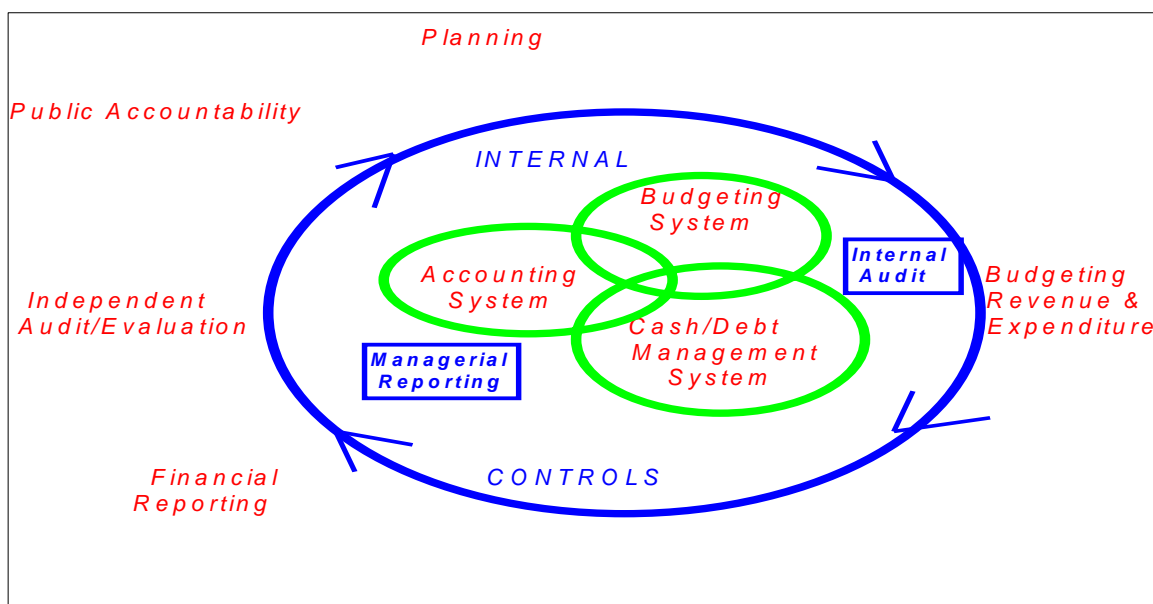 Planning
Public Accountability
INTERNAL
Budgeting
System
Internal
Audit
Accounting
System
Budgeting
Revenue &
Expenditure
Independent
Audit/Evaluation
Cash/Debt
Management
System
Managerial
Reporting
Financial
Reporting
CONTROLS